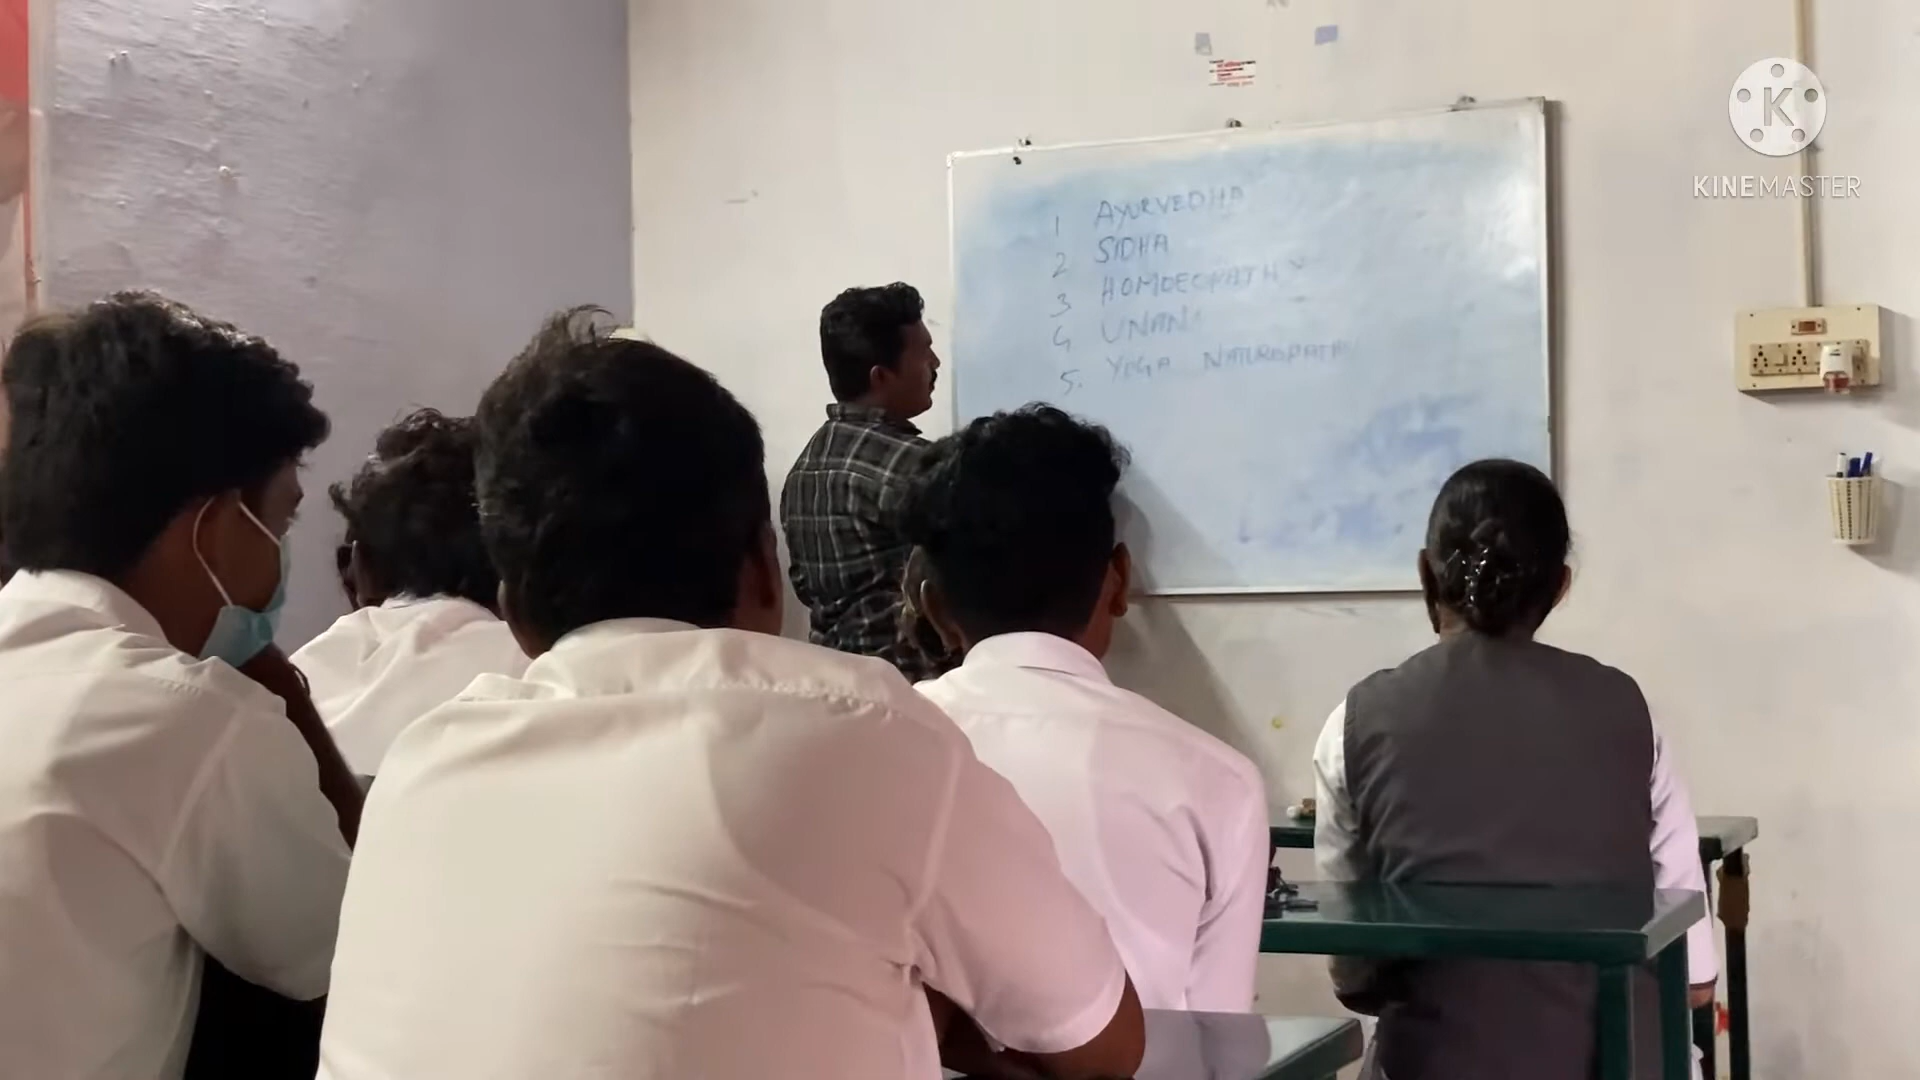 KINEMASTER
1 AYURVEDHA
2 SIDHA
3 HOMOEOPATHY
4 UNANI
5. YOGA NATUROPATHY